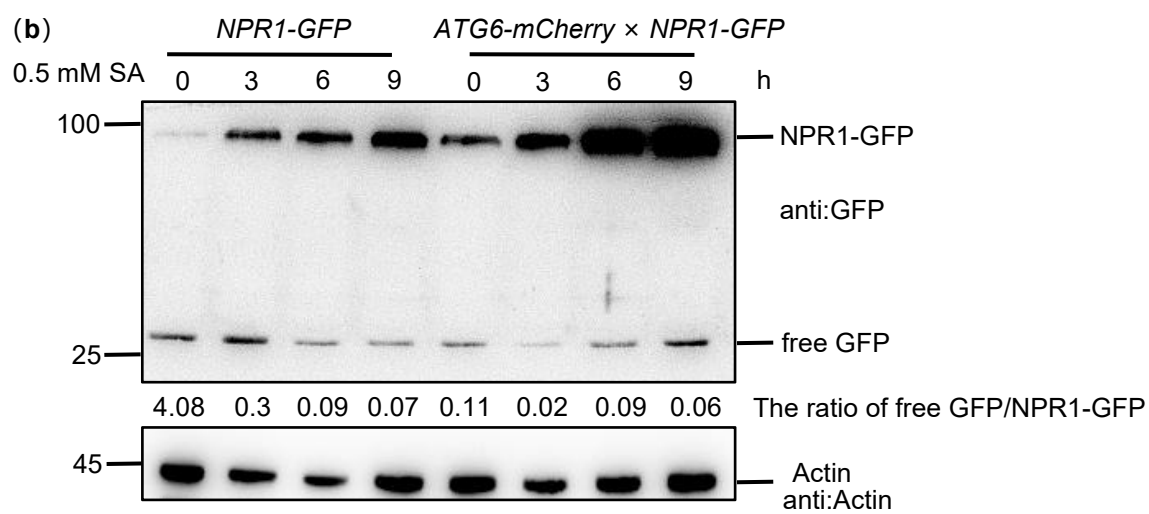 (b)
NPR1-GFP ATG6-mCherry × NPR1-GFP
0.5 mM SA 0 3 6 9 0 3 6 9 h
100 NPR1-GFP
anti:GFP
free GFP
25
4.08 0.3 0.09 0.07 0.11 0.02 0.09 0.06 The ratio of free GFP/NPR1-GFP
45 Actin
anti:Actin